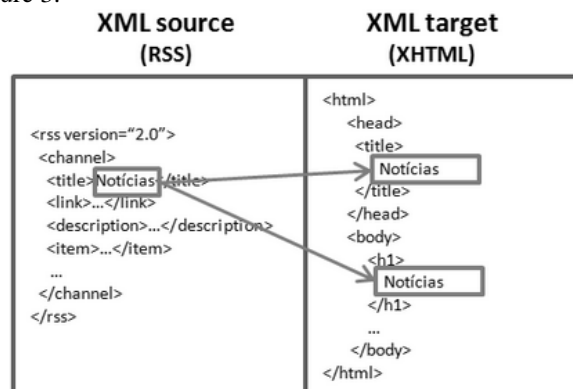 XML source
(RSS)
XML target
(XHTML)
<rss version=“2.0”>
<channel>
<title>Notícias</title>
<link>...</link>
<description>...</description>
<item>...</item>
...
</channel>
</rss>
<html>
<head>
<title>
Notícias
</title>
</head>
<body>
<h1>
Notícias
</h1>
...
</body>
</html>